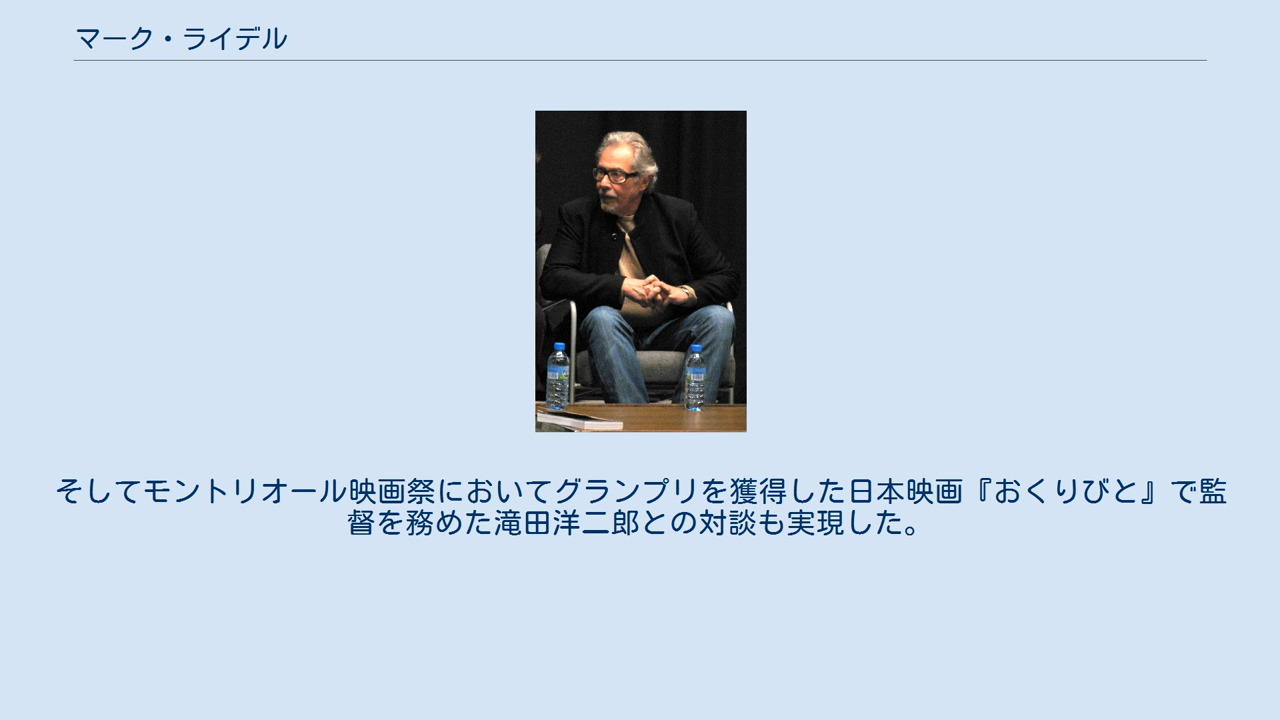 マーク・ライデル
そしてモントリオール映画祭においてグランプリを獲得した日本映画『おくりびと』で監
督を務めた滝田洋二郎との対談も実現した。